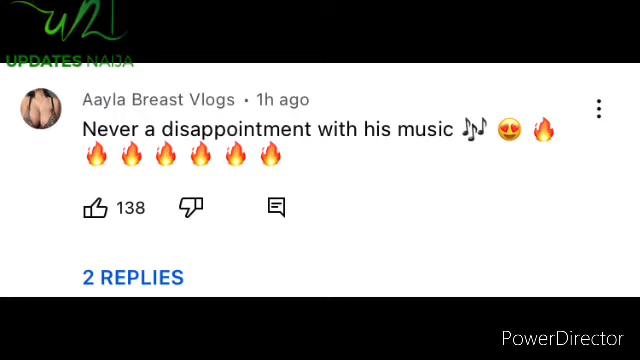 UPDATES NAIJA
Aayla Breast Vlogs • 1h ago
Never a disappointment with his music 🎶 😍 🔥
🔥 🔥 🔥 🔥 🔥 🔥
138
2 REPLIES
PowerDirector